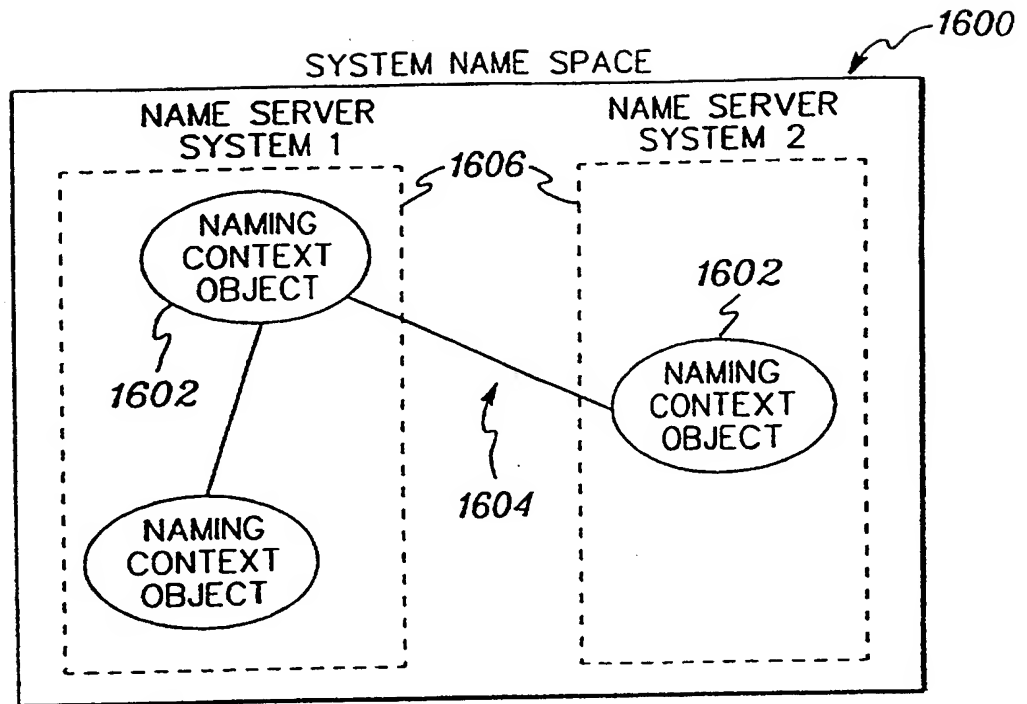 1600
SYSTEM NAME SPACE
NAME SERVER
SYSTEM 1
NAME SERVER
SYSTEM 2
1606
NAMING
CONTEXT
OBJECT
1602
1602
NAMING
CONTEXT
OBJECT
1604
NAMING
CONTEXT
OBJECT